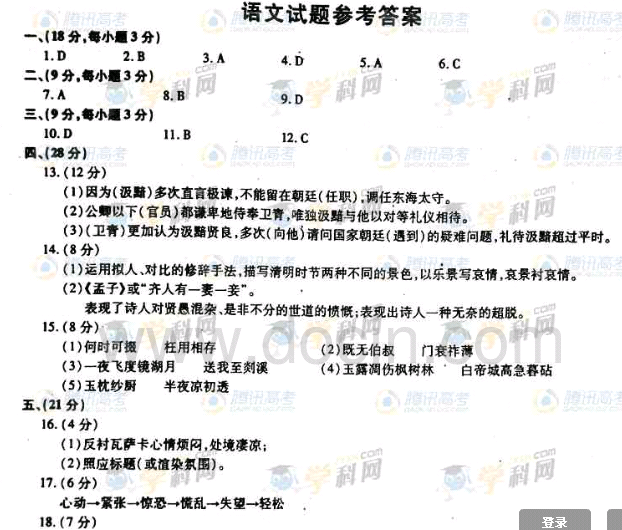 语文试题参考答案
一、(18分,每小题3分)
1.D 2.B 3.A 4.D 5.A 6.C
二、(9分,每小题3分)
7.A 8.B 9.D
三、(9分,每小题3分)
10.D 11.B 12.C
四、(28分)
13.(12分)
(1)因为(汲黯)多次直言极谏,不能留在朝廷(任职),调任东海太守。
(2)公卿以下(官员)都谦卑地侍奉卫青,唯独汲黯与他以对等礼仪相待。
(3)(卫青)更加认为汲黯贤良,多次(向他)请问国家朝廷(遇到)的疑难问题,礼待汲黯超过平时。
14.(8分)
(1)运用拟人、对比的修辞手法,描写清明时节两种不同的景色,以乐景写哀情,哀景衬哀情。
(2)《孟子》或“齐人有一妻一妾”。
表现了诗人对贤愚混杂、是非不分的世道的愤慨;表现出诗人一种无奈的超脱。
15.(8分)
(1)何时可掇 枉用相存 (2)既无伯叔 门衰祚薄
(3)一夜飞度镜湖月 送我至剡溪 (4)玉露凋伤枫树林 白帝城高急暮砧
(5)玉枕纱厨 半夜凉初透
五、(21分)
16.(4分)
(1)反衬瓦萨卡心情烦闷,处境凄凉;
(2)照应标题(或渲染氛围)。
17.(6分)
心动→紧张→惊恐→慌乱→失望→轻松
18.(7分)
登录
腾讯高考
学科网